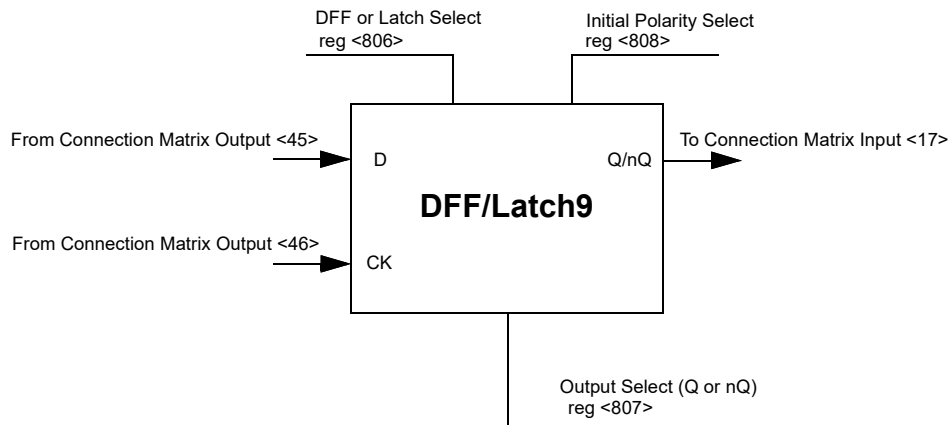 DFF or Latch Select
reg <806>
Initial Polarity Select
reg <808>
From Connection Matrix Output <45>
D
Q/nQ
To Connection Matrix Input <17>
DFF/Latch9
From Connection Matrix Output <46>
CK
Output Select (Q or nQ)
reg <807>